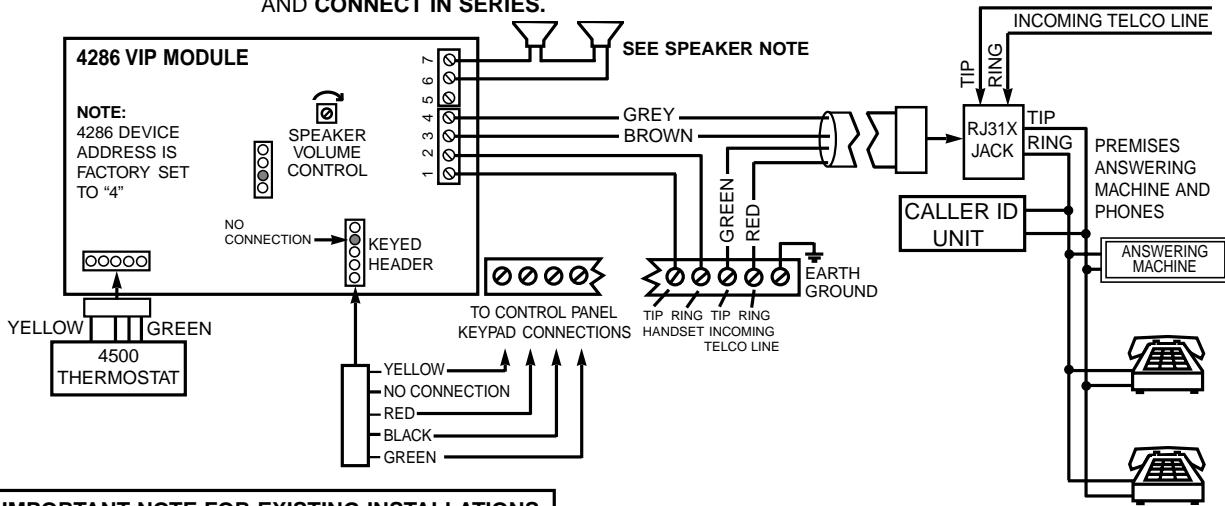 AND CONNECT IN SERIES.
INCOMING TELCO LINE
4286 VIP MODULE
SEE SPEAKER NOTE
7
6
5
4
3
2
1
NOTE:
4286 DEVICE
ADDRESS IS
FACTORY SET
TO “4”
SPEAKER
VOLUME
CONTROL
GREY
BROWN
TIP
RING
RJ31X
JACK
TIP
RING
PREMISES
ANSWERING
MACHINE AND
PHONES
GREEN
RED
CALLER ID
UNIT
NO
CONNECTION
KEYED
HEADER
ANSWERING
MACHINE
EARTH
GROUND
TO CONTROL PANEL
KEYPAD CONNECTIONS
TIP RING TIP RING
HANDSET INCOMING
TELCO LINE
YELLOW
GREEN
4500
THERMOSTAT
YELLOW
NO CONNECTION
RED
BLACK
GREEN
IMPORTANT NOTE FOR EXISTING INSTALLATIONS